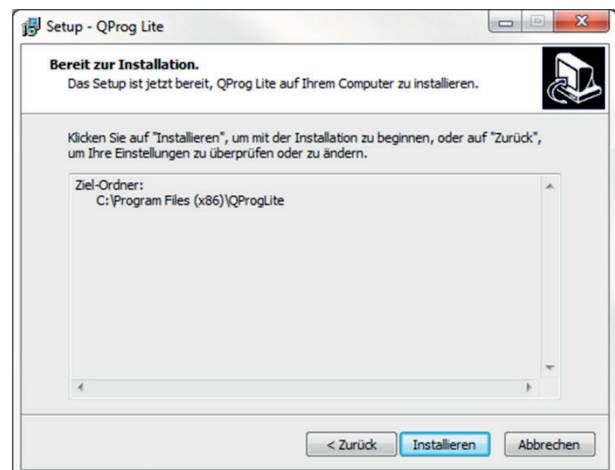 Setup - QProg Lite
Bereit zur Installation.
Das Setup ist jetzt bereit, QProg Lite auf Ihrem Computer zu installieren.
Klicken Sie auf "Installieren", um mit der Installation zu beginnen, oder auf "Zurück",
um Ihre Einstellungen zu überprüfen oder zu ändern.
Ziel-Ordner:
C:\Program Files (x86)\QProgLite
< Zurück Installieren Abbrechen